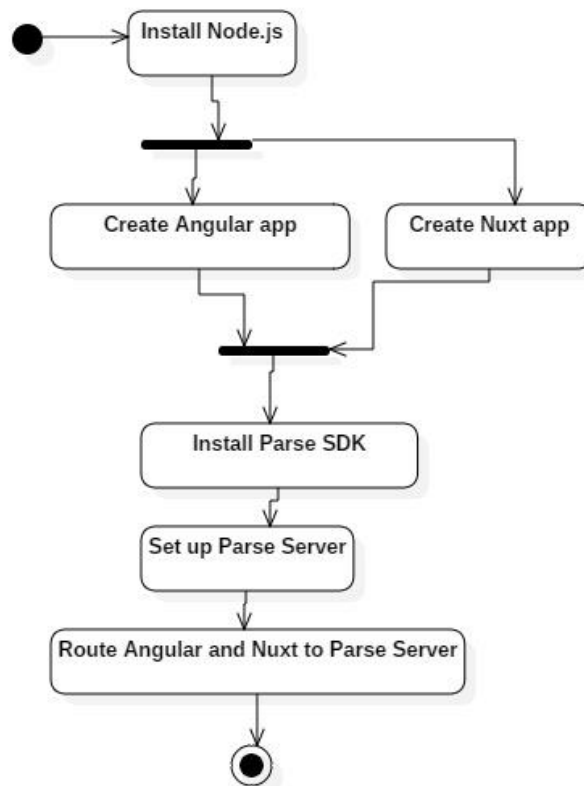 Install Node.js
Create Angular app
Create Nuxt app
Install Parse SDK
Set up Parse Server
Route Angular and Nuxt to Parse Server